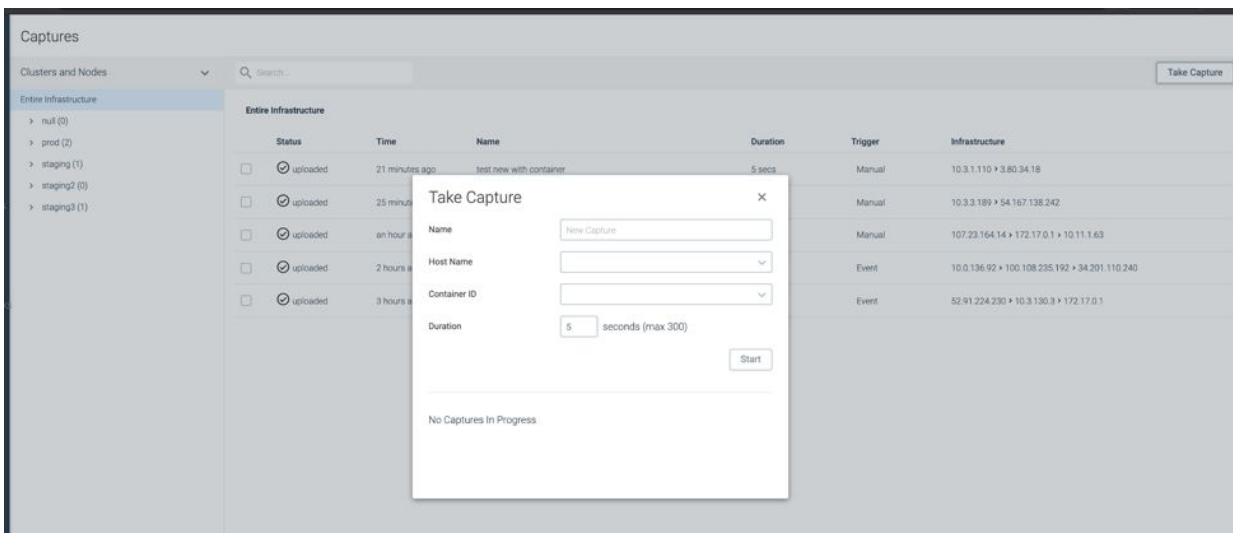 Captures
Clusters and Nodes
Search...
Take Capture
Entire Infrastructure
null (0)
prod (2)
staging (1)
staging2 (0)
staging3 (1)
Entire Infrastructure
Status Time Name Duration Trigger Infrastructure
uploaded 21 minutes ago test new with container 5 secs Manual 10.3.1.110 ▸ 3.80.34.18
uploaded 25 Manual 10.3.3.189 ▸ 54.167.138.242
uploaded an hour Manual 107.23.164.14 ▸ 172.17.0.1 ▸ 10.11.1.63
uploaded 2 hours Event 10.0.136.92 ▸ 100.108.235.192 ▸ 34.201.110.240
uploaded 3 hours Event 52.91.224.230 ▸ 10.3.130.3 ▸ 172.17.0.1
Take Capture
Name New Capture
Host Name
Container ID
Duration 5 seconds (max 300)
Start
No Captures In Progress